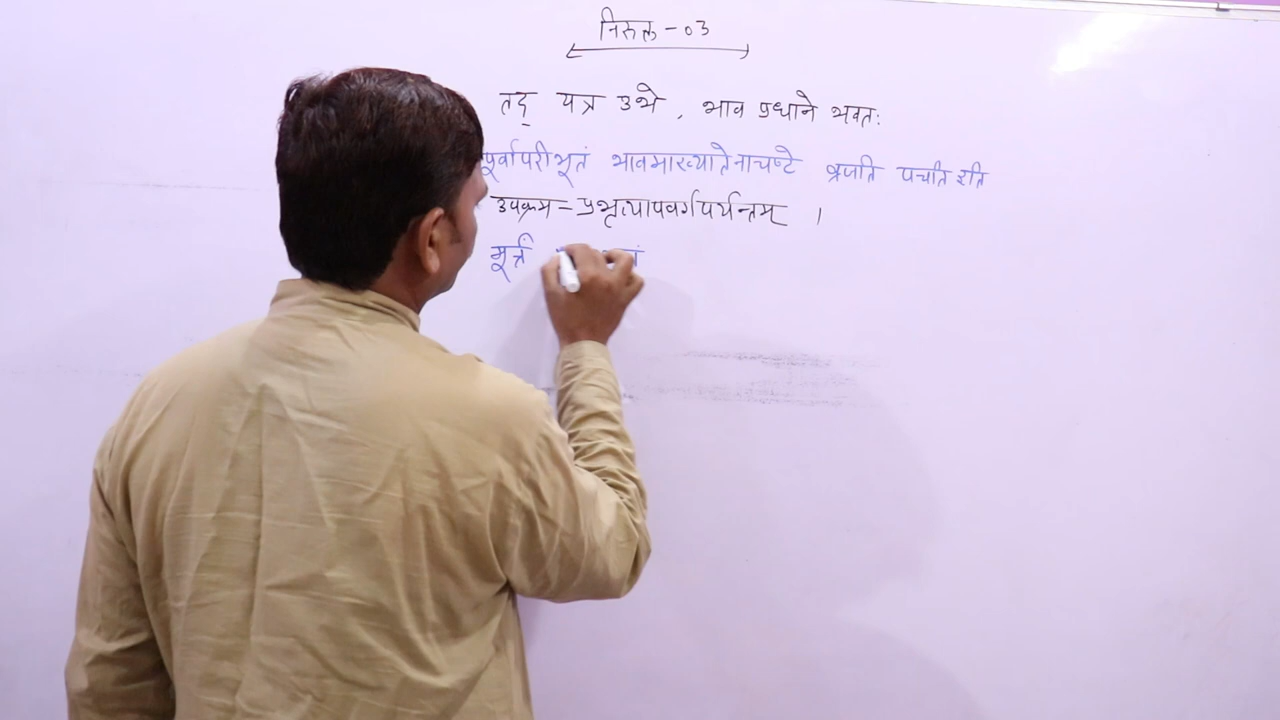 निरुक्त - ०३
तद् यत्र उभे, भाव प्रधाने भवतः
पूर्वापरीभूतं भावमाख्यातेनाचष्टे व्रजति पचति इति
उपक्रम = प्रभृत्यापवर्गपर्यन्तम् ।
मूर्त्तं